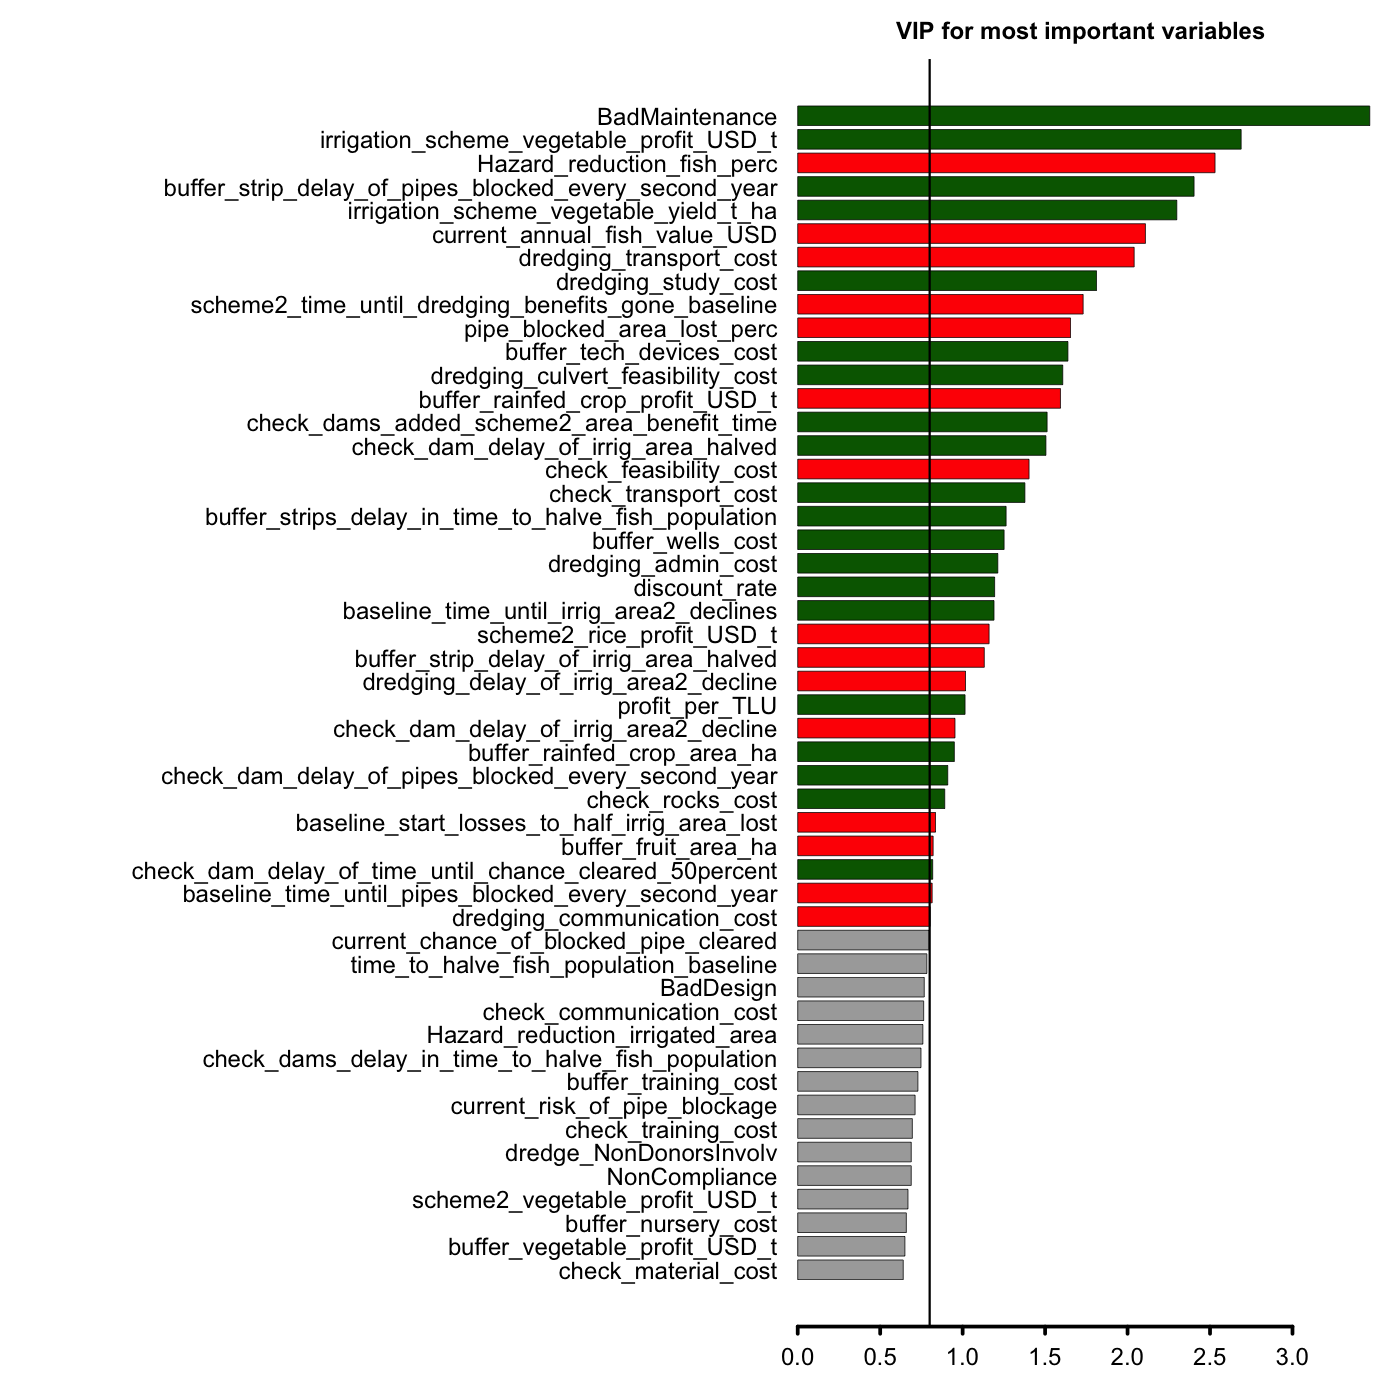 VIP for most important variables
BadMaintenance
irrigation_scheme_vegetable_profit_USD_t
Hazard_reduction_fish_perc
buffer_strip_delay_of_pipes_blocked_every_second_year
irrigation_scheme_vegetable_yield_t_ha
current_annual_fish_value_USD
dredging_transport_cost
dredging_study_cost
scheme2_time_until_dredging_benefits_gone_baseline
pipe_blocked_area_lost_perc
buffer_tech_devices_cost
dredging_culvert_feasibility_cost
buffer_rainfed_crop_profit_USD_t
check_dams_added_scheme2_area_benefit_time
check_dam_delay_of_irrig_area_halved
check_feasibility_cost
check_transport_cost
buffer_strips_delay_in_time_to_halve_fish_population
buffer_wells_cost
dredging_admin_cost
discount_rate
baseline_time_until_irrig_area2_declines
scheme2_rice_profit_USD_t
buffer_strip_delay_of_irrig_area_halved
dredging_delay_of_irrig_area2_decline
profit_per_TLU
check_dam_delay_of_irrig_area2_decline
buffer_rainfed_crop_area_ha
check_dam_delay_of_pipes_blocked_every_second_year
check_rocks_cost
baseline_start_losses_to_half_irrig_area_lost
buffer_fruit_area_ha
check_dam_delay_of_time_until_chance_cleared_50percent
baseline_time_until_pipes_blocked_every_second_year
dredging_communication_cost
current_chance_of_blocked_pipe_cleared
time_to_halve_fish_population_baseline
BadDesign
check_communication_cost
Hazard_reduction_irrigated_area
check_dams_delay_in_time_to_halve_fish_population
buffer_training_cost
current_risk_of_pipe_blockage
check_training_cost
dredge_NonDonorsInvolv
NonCompliance
scheme2_vegetable_profit_USD_t
buffer_nursery_cost
buffer_vegetable_profit_USD_t
check_material_cost
0.0 0.5 1.0 1.5 2.0 2.5 3.0